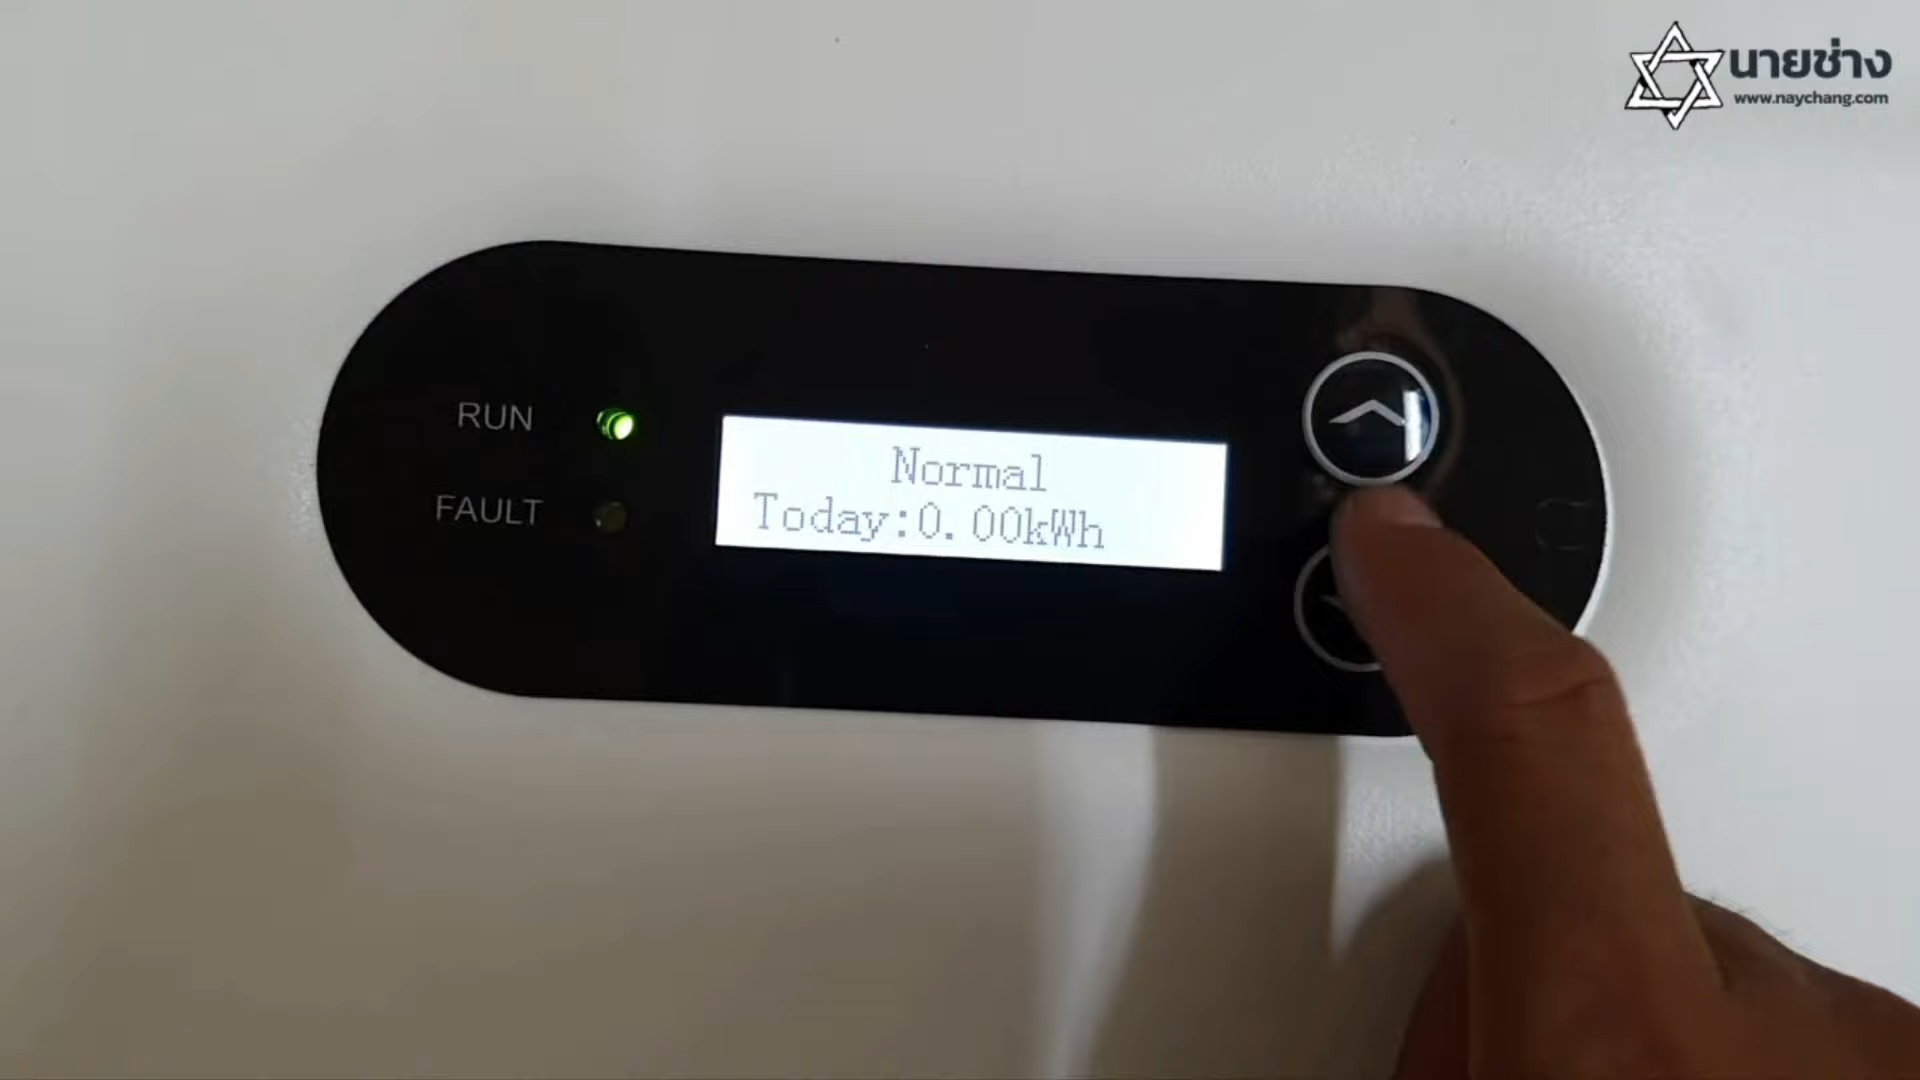 นายช่าง
www.naychang.com
RUN
FAULT
Normal
Today:0.00kWh